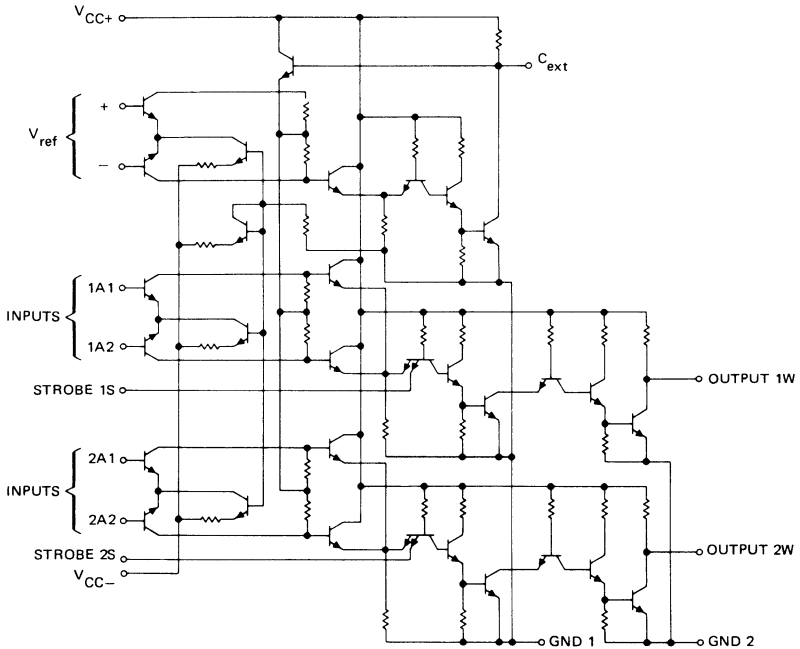 VCC+
Cext
+
Vref
−
1A1
INPUTS
1A2
STROBE 1S
OUTPUT 1W
2A1
INPUTS
2A2
STROBE 2S
OUTPUT 2W
VCC−
GND 1
GND 2